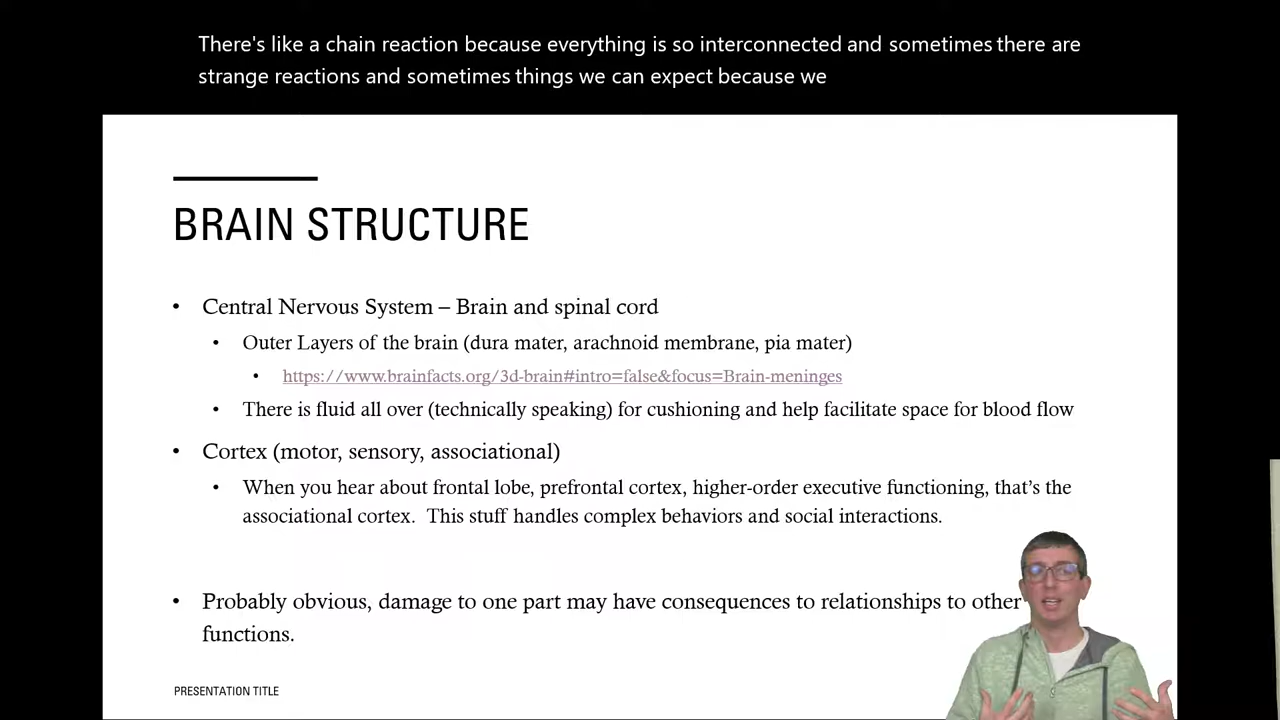 There's like a chain reaction because everything is so interconnected and sometimes there are
strange reactions and sometimes things we can expect because we
BRAIN STRUCTURE
• Central Nervous System – Brain and spinal cord
• Outer Layers of the brain (dura mater, arachnoid membrane, pia mater)
• https://www.brainfacts.org/3d-brain#intro=false&focus=Brain-meninges
• There is fluid all over (technically speaking) for cushioning and help facilitate space for blood flow
• Cortex (motor, sensory, associational)
• When you hear about frontal lobe, prefrontal cortex, higher-order executive functioning, that's the
associational cortex.  This stuff handles complex behaviors and social interactions.
• Probably obvious, damage to one part may have consequences to relationships to other
functions.
PRESENTATION TITLE